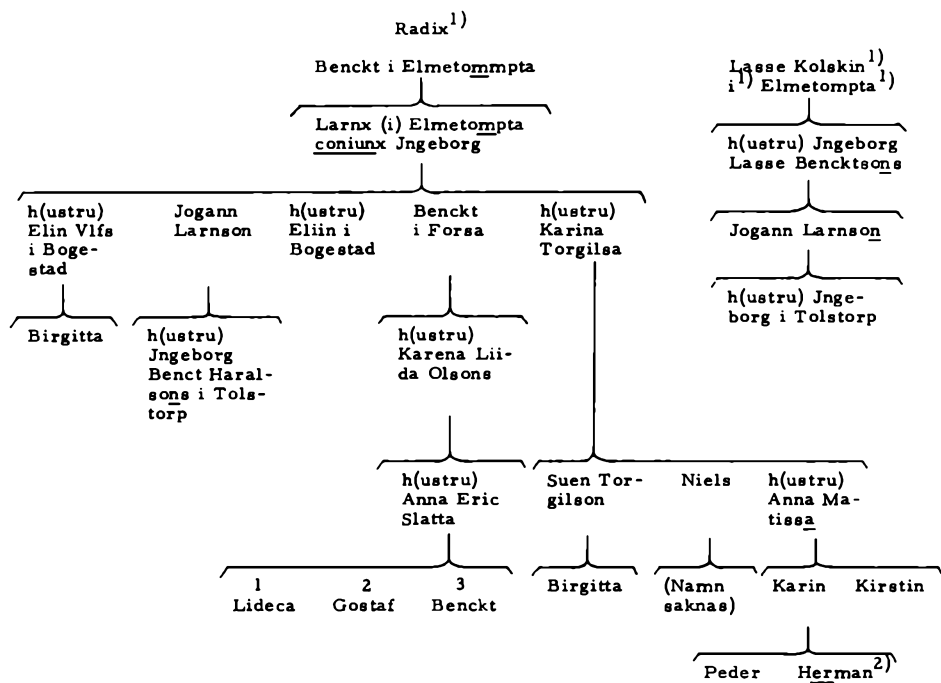 Radix1)
Benckt i Elmetommpta
Larnx (i) Elmetompta
coniunx Jngeborg
Lasse Kolskin1)
i1) Elmetompta1)
h(ustru) Jngeborg
Lasse Bencktsons
Jogann Larnson
h(ustru) Jnge-
borg i Tolstorp
h(ustru)
Elin Vlfs
i Boge-
stad
Jogann
Larnson
h(ustru)
Eliin i
Bogestad
Benckt
i Forsa
h(ustru)
Karina
Torgilsa
Birgitta
h(ustru)
Jngeborg
Benct Haral-
sons i Tols-
torp
h(ustru)
Karena Lii-
da Olsons
h(ustru)
Anna Eric
Slatta
Suen Tor-
gilson
Niels
h(ustru)
Anna Ma-
tissa
1
Lideca
2
Gostaf
3
Benckt
Birgitta
(Namn
saknas)
Karin
Kirstin
Peder
Herman2)